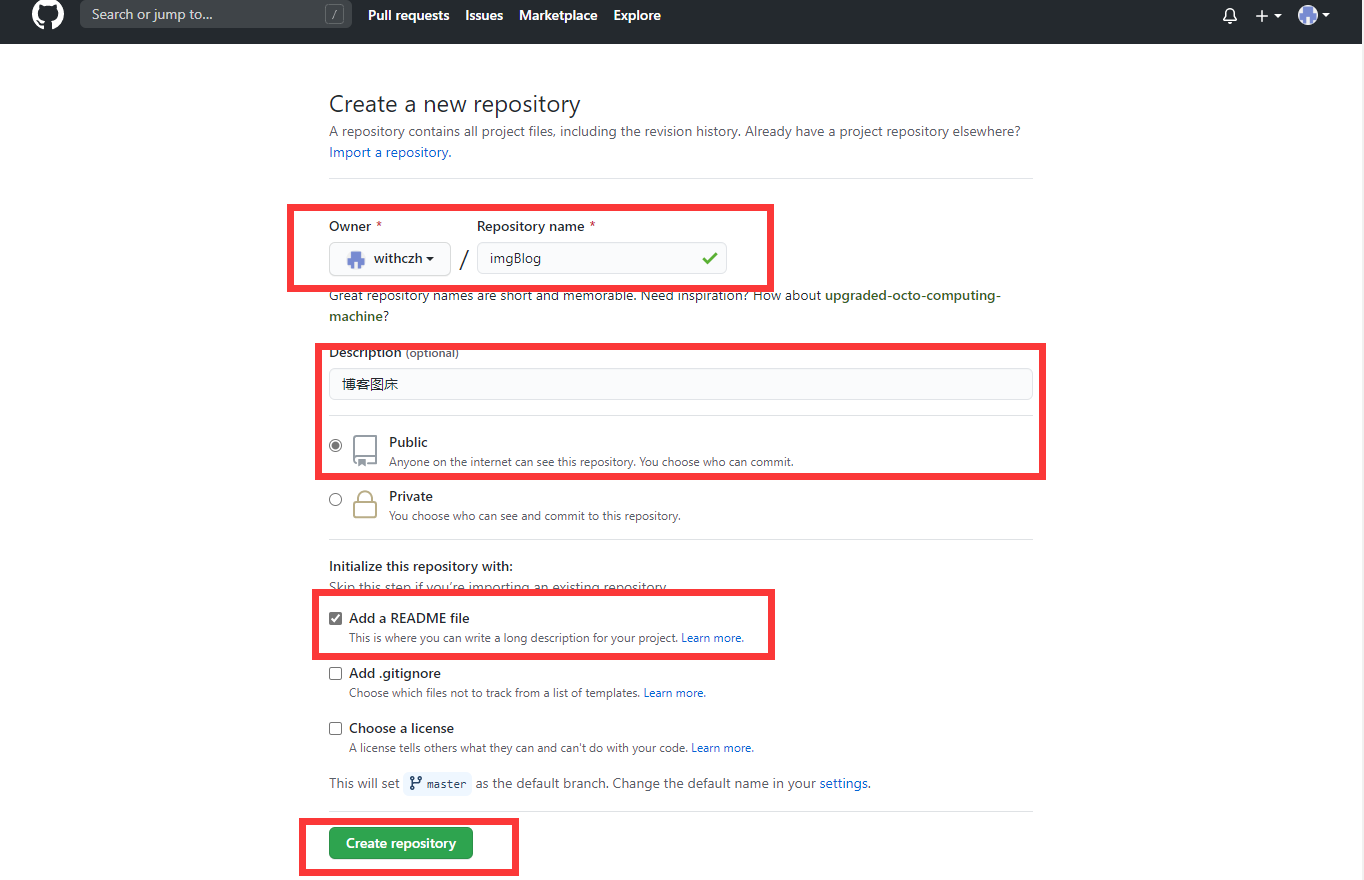 Search or jump to... / Pull requests Issues Marketplace Explore
Create a new repository
A repository contains all project files, including the revision history. Already have a project repository elsewhere?
Import a repository.
Owner * Repository name *
withczh / imgBlog
Great repository names are short and memorable. Need inspiration? How about upgraded-octo-computing-
machine?
Description (optional)
博客图床
Public
Anyone on the internet can see this repository. You choose who can commit.
Private
You choose who can see and commit to this repository.
Initialize this repository with:
Skip this step if you're importing an existing repository.
Add a README file
This is where you can write a long description for your project. Learn more.
Add .gitignore
Choose which files not to track from a list of templates. Learn more.
Choose a license
A license tells others what they can and can't do with your code. Learn more.
This will set master as the default branch. Change the default name in your settings.
Create repository